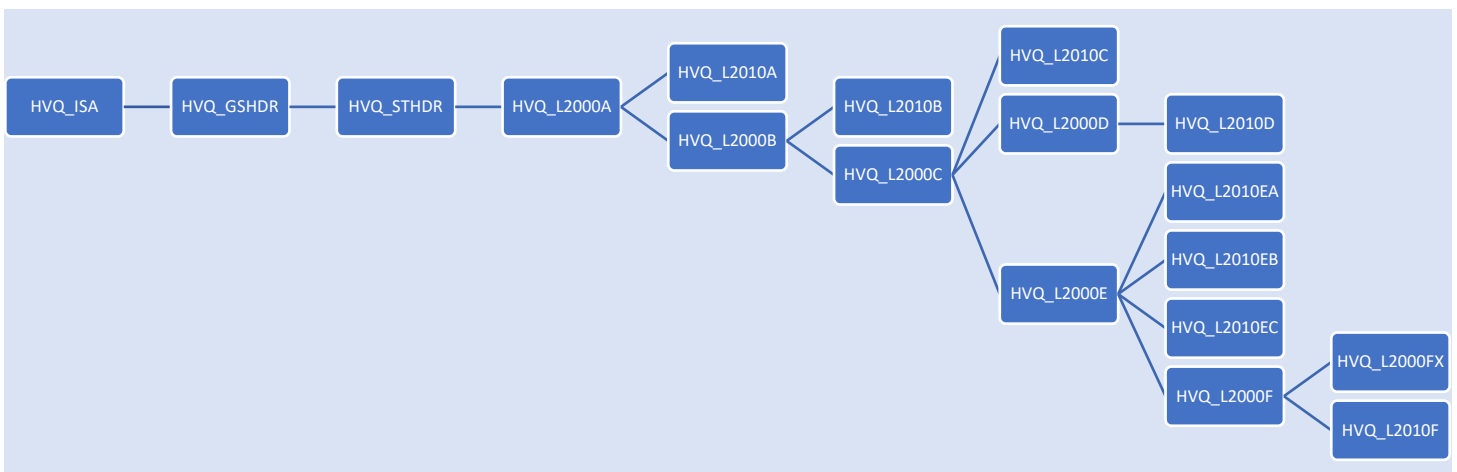 HVQ_ISA
HVQ_GSHDR
HVQ_STHDR
HVQ_L2000A
HVQ_L2010A
HVQ_L2000B
HVQ_L2010B
HVQ_L2000C
HVQ_L2010C
HVQ_L2000D
HVQ_L2010D
HVQ_L2000E
HVQ_L2010EA
HVQ_L2010EB
HVQ_L2010EC
HVQ_L2000F
HVQ_L2000FX
HVQ_L2010F